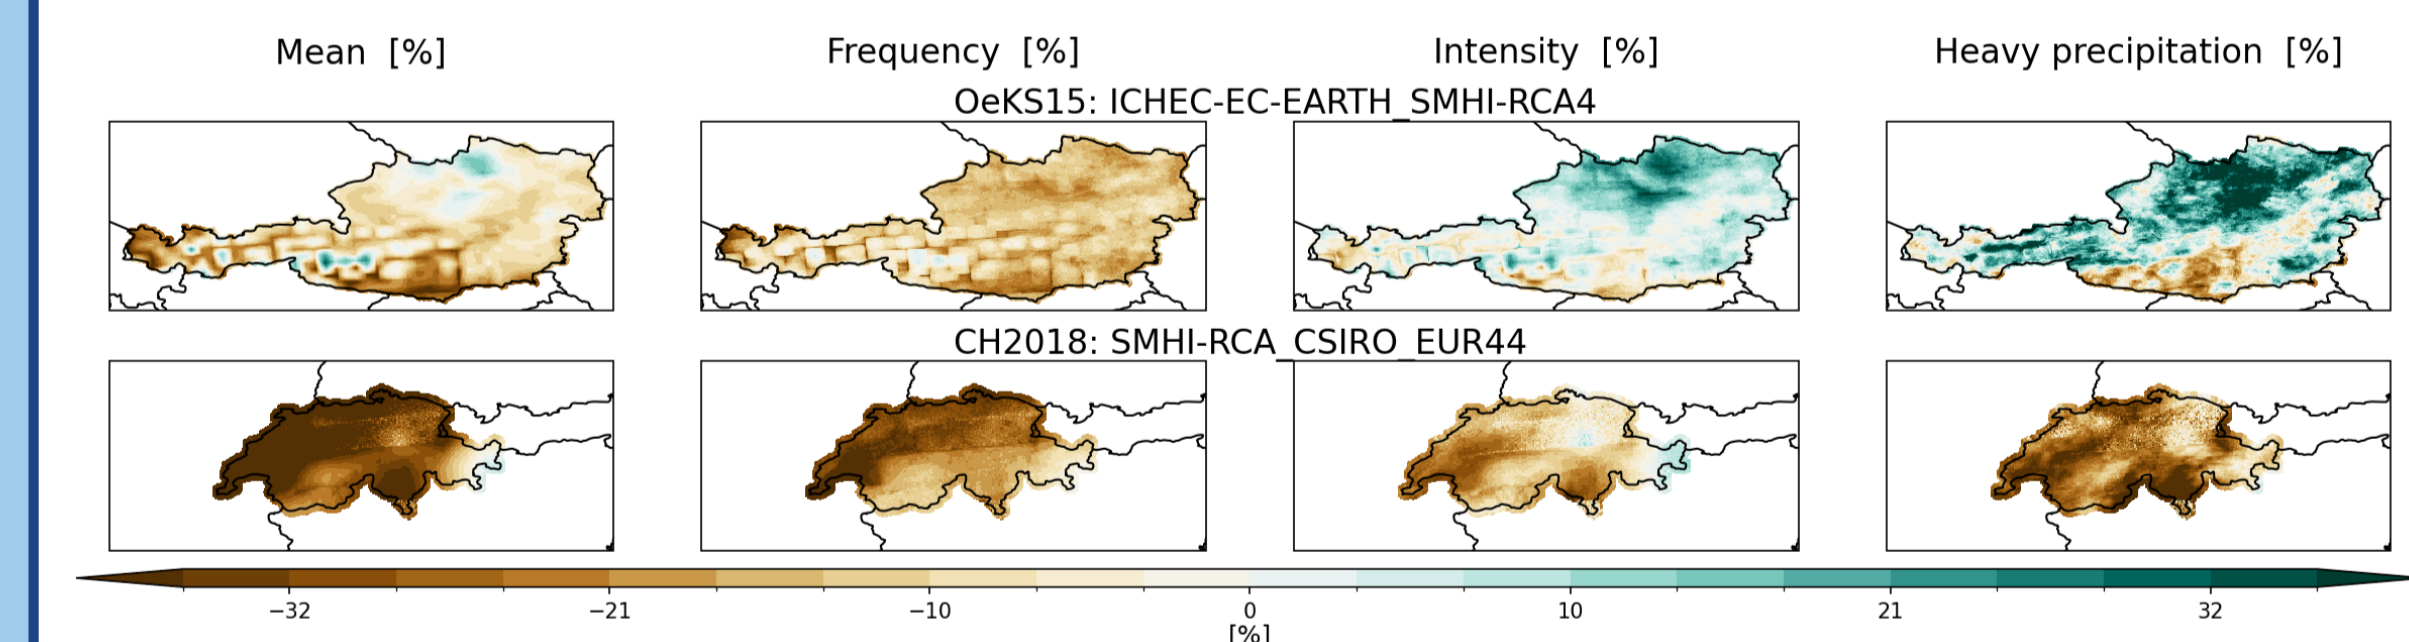 Mean [%] Frequency [%] Intensity [%] Heavy precipitation [%]
OeKS15: ICHEC-EC-EARTH_SMHI-RCA4
CH2018: SMHI-RCA_CSIRO_EUR44
−32 −21 −10 0 10 21 32
[%]